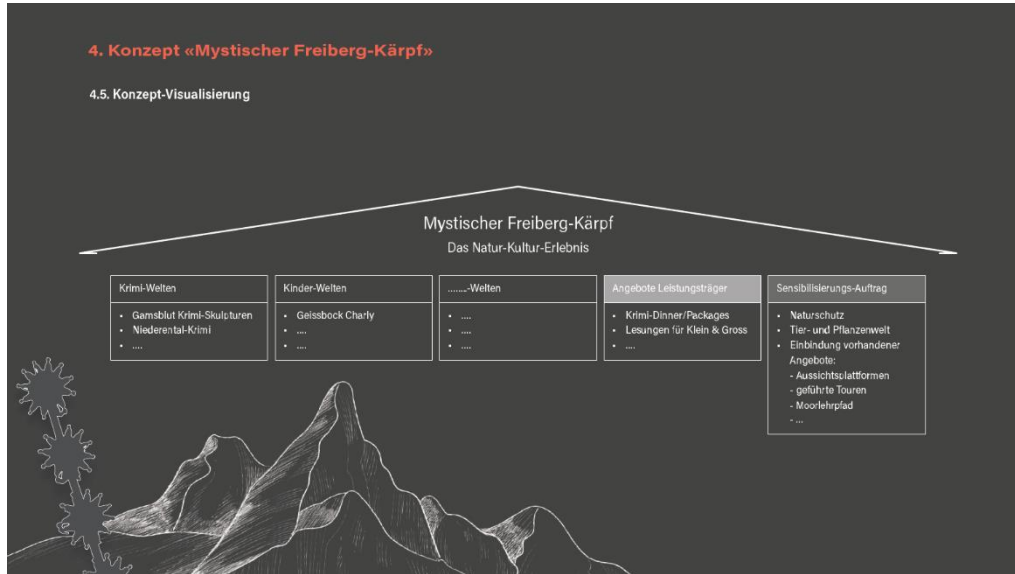 4. Konzept «Mystischer Freiberg-Kärpf»
4.5. Konzept-Visualisierung
Mystischer Freiberg-Kärpf
Das Natur-Kultur-Erlebnis
Krimi-Welten
• Gamsblut Krimi-Skulpturen
• Niederental-Krimi
• ....
Kinder-Welten
• Geissbock Charly
• ....
• ....
........-Welten
• ....
• ....
• ....
Angebote Leistungsträger
• Krimi-Dinner/Packages
• Lesungen für Klein & Gross
• ....
Sensibilisierungs-Auftrag
• Naturschutz
• Tier- und Pflanzenwelt
• Einbindung vorhandener
Angebote:
- Aussichtsplattformen
- geführte Touren
- Moorlehrpfad
- ...